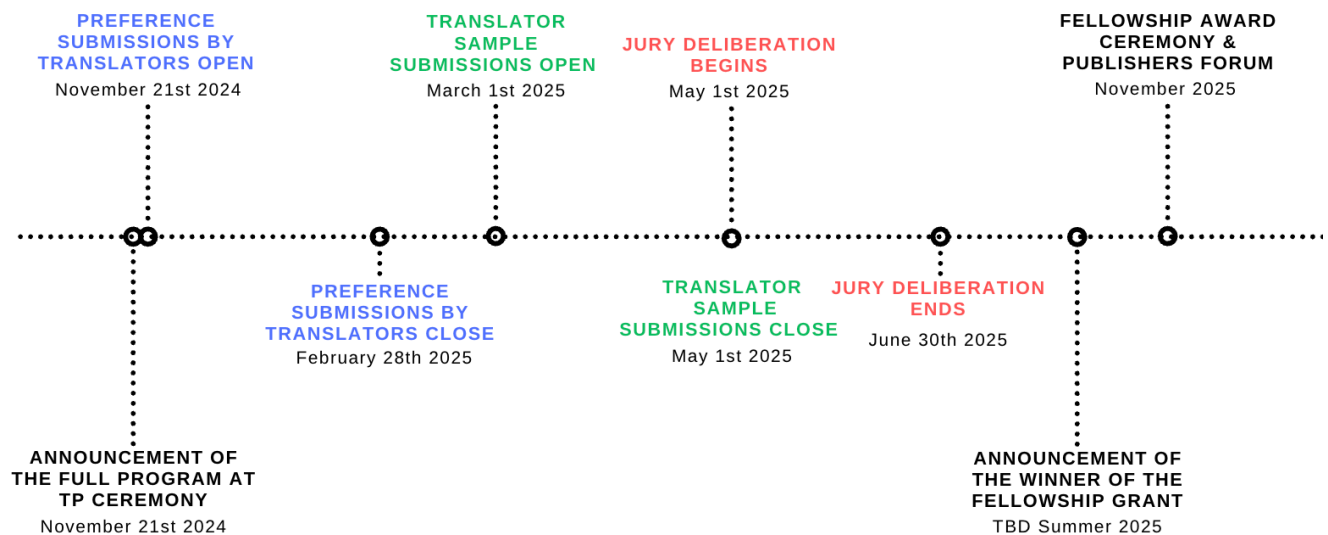 PREFERENCE
SUBMISSIONS BY
TRANSLATORS OPEN
November 21st 2024
TRANSLATOR
SAMPLE
SUBMISSIONS OPEN
March 1st 2025
JURY DELIBERATION
BEGINS
May 1st 2025
FELLOWSHIP AWARD
CEREMONY &
PUBLISHERS FORUM
November 2025
PREFERENCE
SUBMISSIONS BY
TRANSLATORS CLOSE
February 28th 2025
TRANSLATOR
SAMPLE
SUBMISSIONS CLOSE
May 1st 2025
JURY DELIBERATION
ENDS
June 30th 2025
ANNOUNCEMENT OF
THE FULL PROGRAM AT
TP CEREMONY
November 21st 2024
ANNOUNCEMENT OF
THE WINNER OF THE
FELLOWSHIP GRANT
TBD Summer 2025